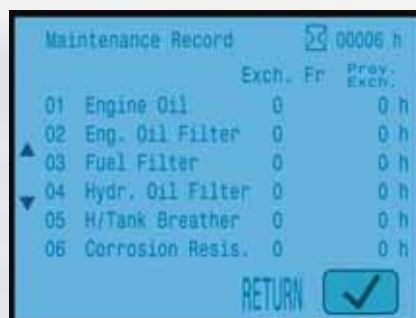 Maintenance Record 00006 h
Exch. Fr Prev. Exch.
01 Engine Oil 0 0 h
02 Eng. Oil Filter 0 0 h
03 Fuel Filter 0 0 h
04 Hydr. Oil Filter 0 0 h
05 H/Tank Breather 0 0 h
06 Corrosion Resis. 0 0 h
RETURN